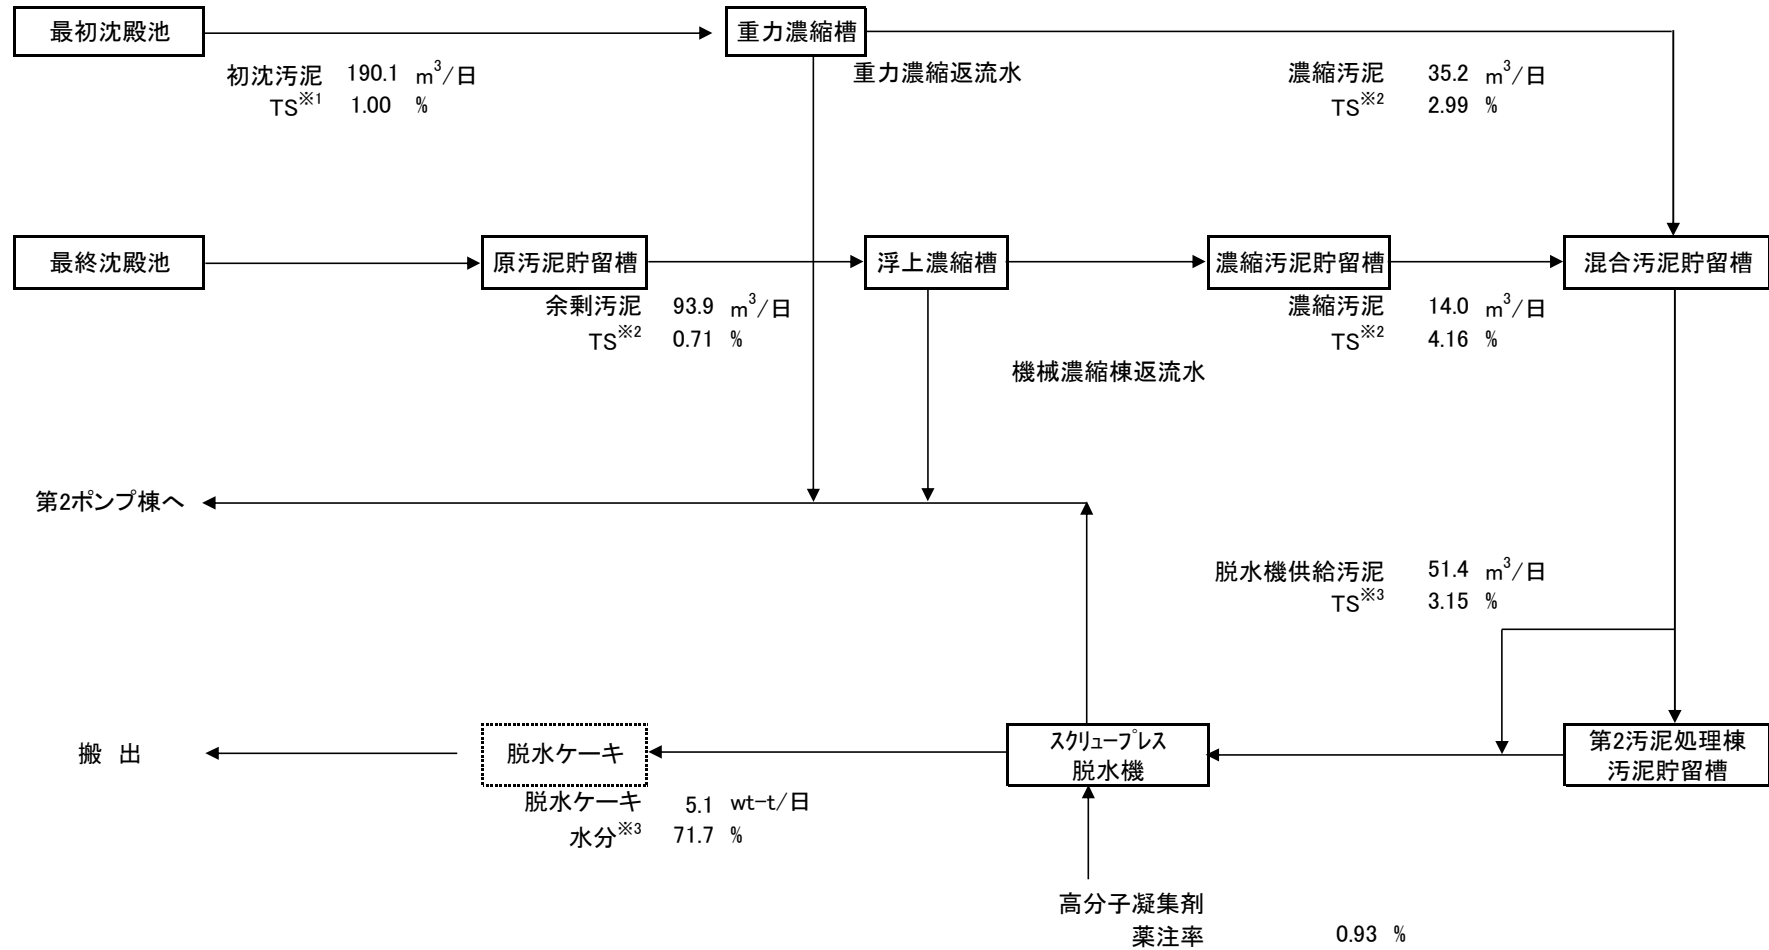 最初沈殿池
重力濃縮槽
初沈汚泥 190.1 m³/日
TS※1 1.00 %
重力濃縮返流水
濃縮汚泥 35.2 m³/日
TS※2 2.99 %
最終沈殿池
原汚泥貯留槽
浮上濃縮槽
濃縮汚泥貯留槽
混合汚泥貯留槽
余剰汚泥 93.9 m³/日
TS※2 0.71 %
濃縮汚泥 14.0 m³/日
TS※2 4.16 %
機械濃縮棟返流水
第2ポンプ棟へ
脱水機供給汚泥 51.4 m³/日
TS※3 3.15 %
搬 出
脱水ケーキ
スクリュープレス
脱水機
第2汚泥処理棟
汚泥貯留槽
脱水ケーキ 5.1 wt-t/日
水分※3 71.7 %
高分子凝集剤
薬注率 0.93 %